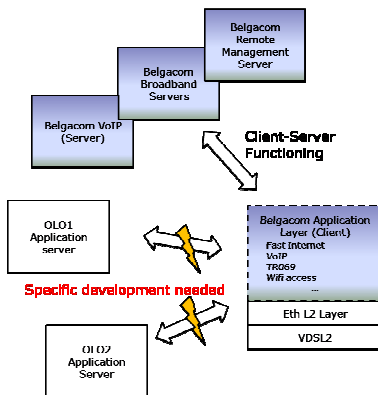 Belgacom
Remote
Management
Server
Belgacom
Broadband
Servers
Belgacom VoIP
(Server)
Client-Server
Functioning
OLO1
Application
server
Belgacom Application
Layer (Client)
Fast Internet
VoIP
TR069
Wifi access
...
Specific development needed
Eth L2 Layer
VDSL2
OLO2
Application
Server